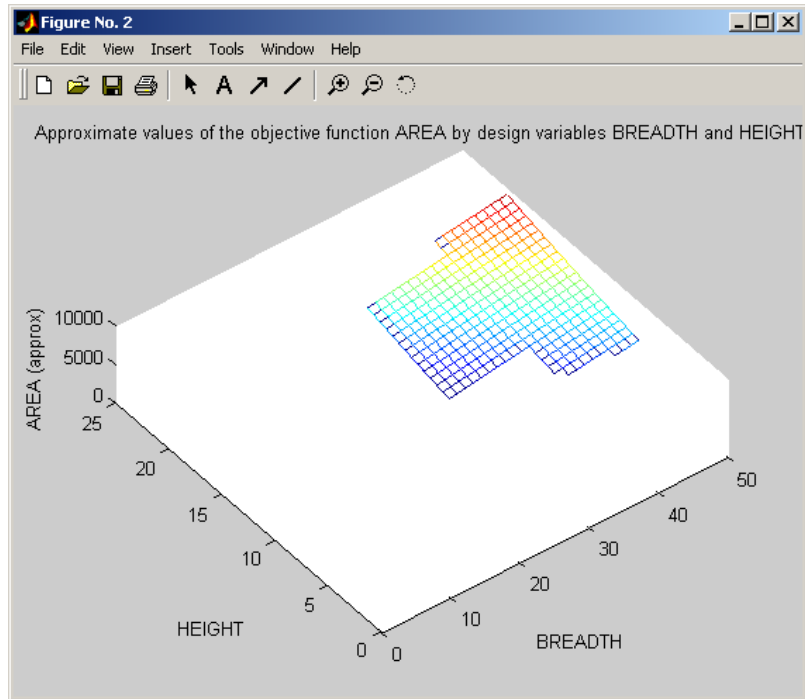 Figure No. 2
File Edit View Insert Tools Window Help
A
Approximate values of the objective function AREA by design variables BREADTH and HEIGHT
10000
5000
0
AREA (approx)
25
20
15
10
5
0
HEIGHT
0
10
20
30
40
50
BREADTH